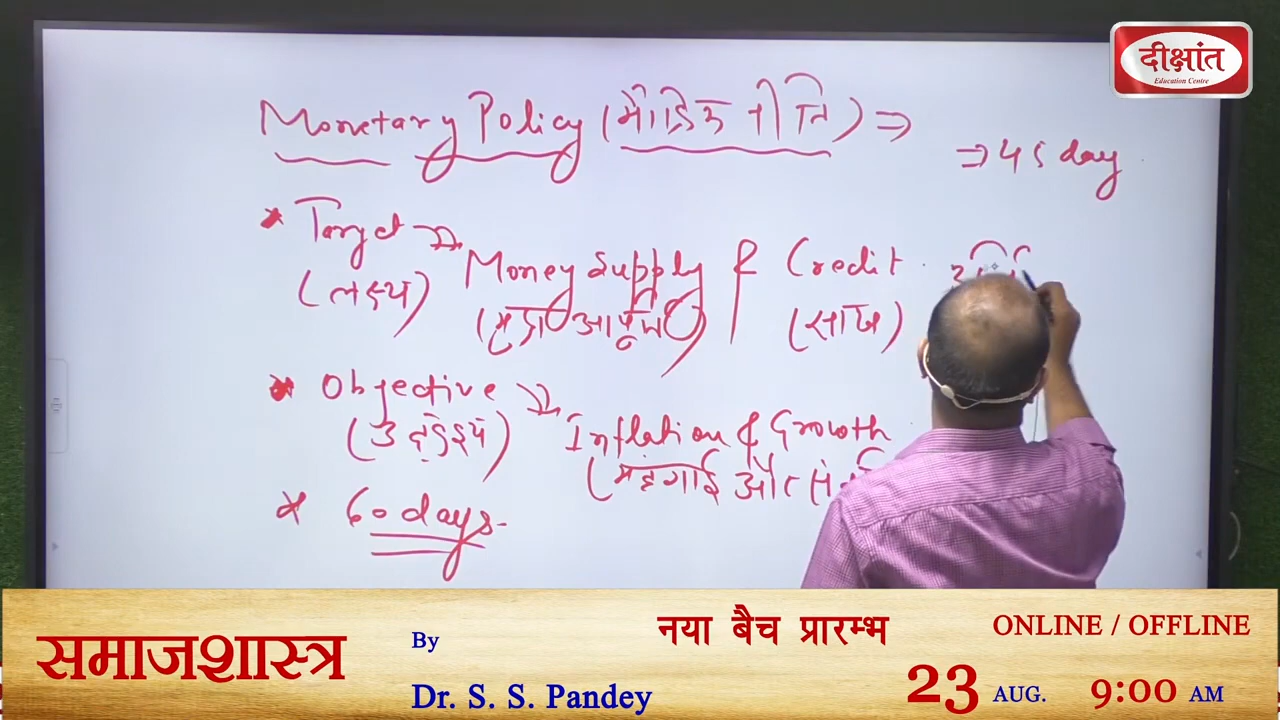 दीक्षांत
Education Centre
Monetary Policy (मौद्रिक नीति) ⇒
⇒ 45 day
* Target ⇒ Money Supply & Credit
(लक्ष्य) (मुद्रा आपूर्ति) (साख)
* Objective ⇒ Inflation & Growth
(उद्देश्य) (महंगाई और
* 60 days.
समाजशास्त्र
By
Dr. S. S. Pandey
नया बैच प्रारम्भ
ONLINE / OFFLINE
23 AUG. 9:00 AM